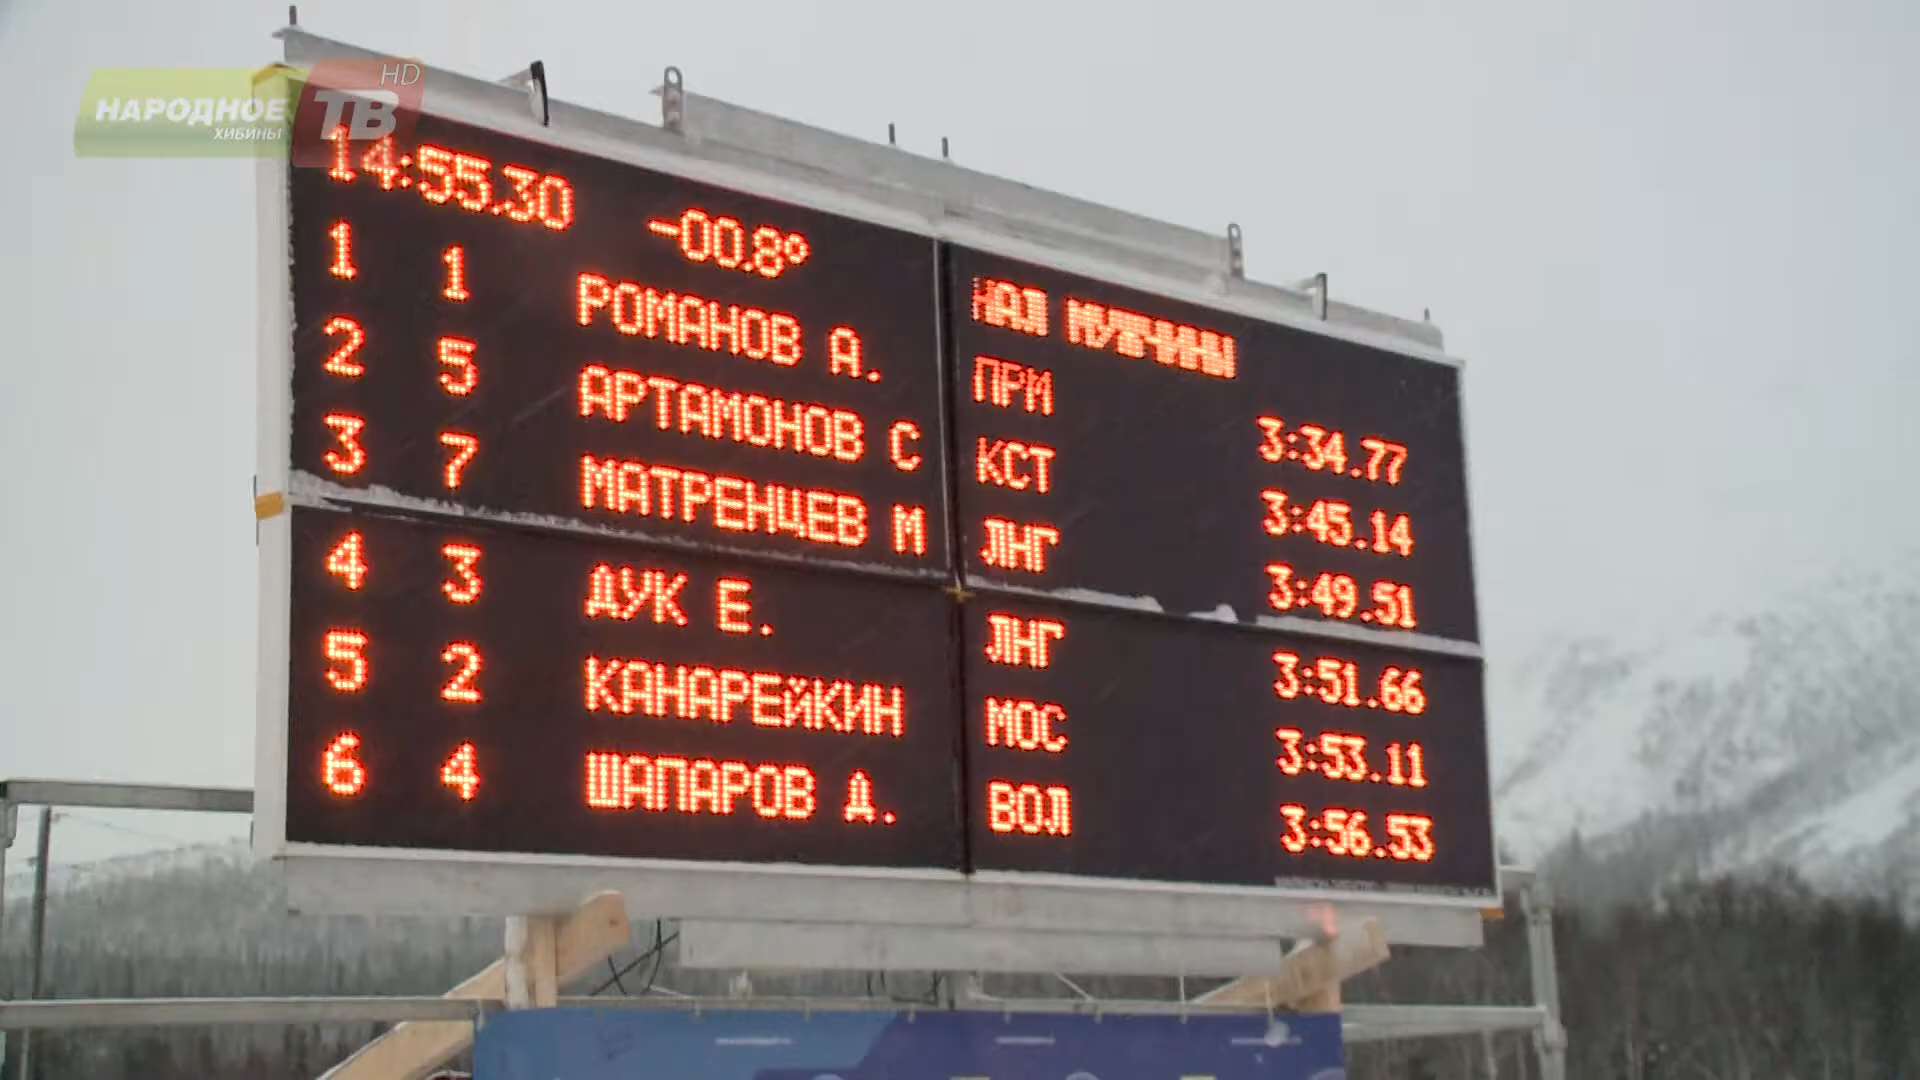 НАРОДНОЕ ТВ HD
ХИБИНЫ
14:55.30 -00.8°
НАЛ МУЖЧИНЫ
1 1 РОМАНОВ А. ПРИ 3:34.77
2 5 АРТАМОНОВ С КСТ 3:45.14
3 7 МАТРЕНЦЕВ М ЛНГ 3:49.51
4 3 ДУК Е. ЛНГ 3:51.66
5 2 КАНАРЕЙКИН МОС 3:53.11
6 4 ШАПАРОВ Д. ВОЛ 3:56.53